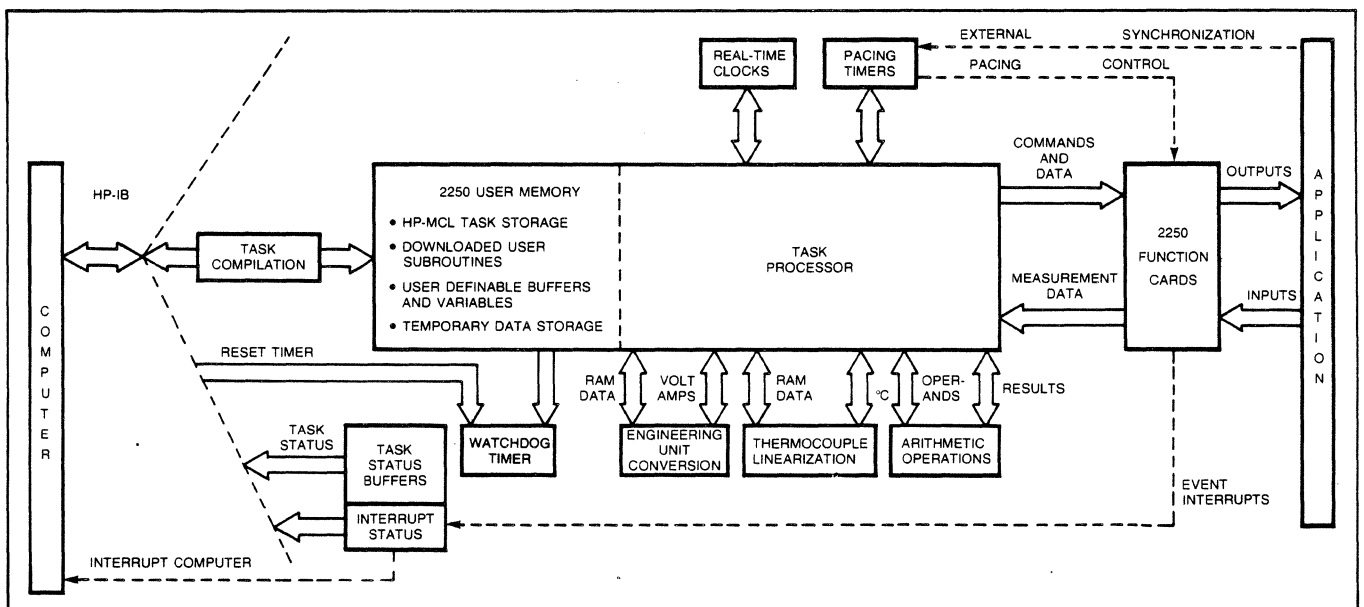 REAL-TIME
CLOCKS
PACING
TIMERS
EXTERNAL SYNCHRONIZATION
PACING CONTROL
HP-IB
TASK
COMPILATION
COMPUTER
2250 USER MEMORY
• HP-MCL TASK STORAGE
• DOWNLOADED USER
SUBROUTINES
• USER DEFINABLE BUFFERS
AND VARIABLES
• TEMPORARY DATA STORAGE
TASK
PROCESSOR
COMMANDS
AND
DATA
MEASUREMENT
DATA
2250
FUNCTION
CARDS
OUTPUTS
INPUTS
APPLICATION
RESET TIMER
WATCHDOG
TIMER
RAM
DATA
VOLT
AMPS
ENGINEERING
UNIT
CONVERSION
RAM
DATA
°C
THERMOCOUPLE
LINEARIZATION
OPER-
ANDS
RESULTS
ARITHMETIC
OPERATIONS
TASK
STATUS
TASK
STATUS
BUFFERS
INTERRUPT
STATUS
EVENT
INTERRUPTS
INTERRUPT COMPUTER